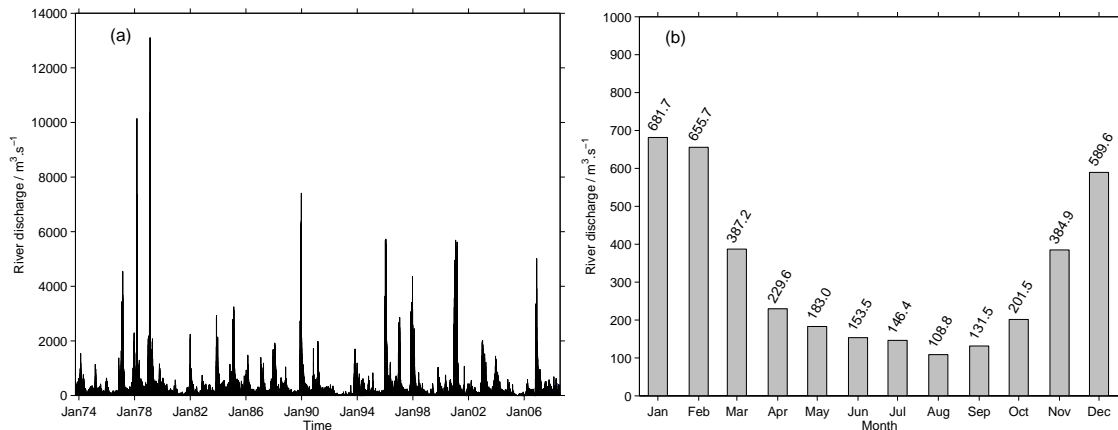 (a)
River discharge / m³.s⁻¹
14000
12000
10000
8000
6000
4000
2000
0
Jan74 Jan78 Jan82 Jan86 Jan90 Jan94 Jan98 Jan02 Jan06
Time
(b)
River discharge / m³.s⁻¹
1000
900
800
700
600
500
400
300
200
100
0
681.7 655.7 387.2 229.6 183.0 153.5 146.4 108.8 131.5 201.5 384.9 589.6
Jan Feb Mar Apr May Jun Jul Aug Sep Oct Nov Dec
Month